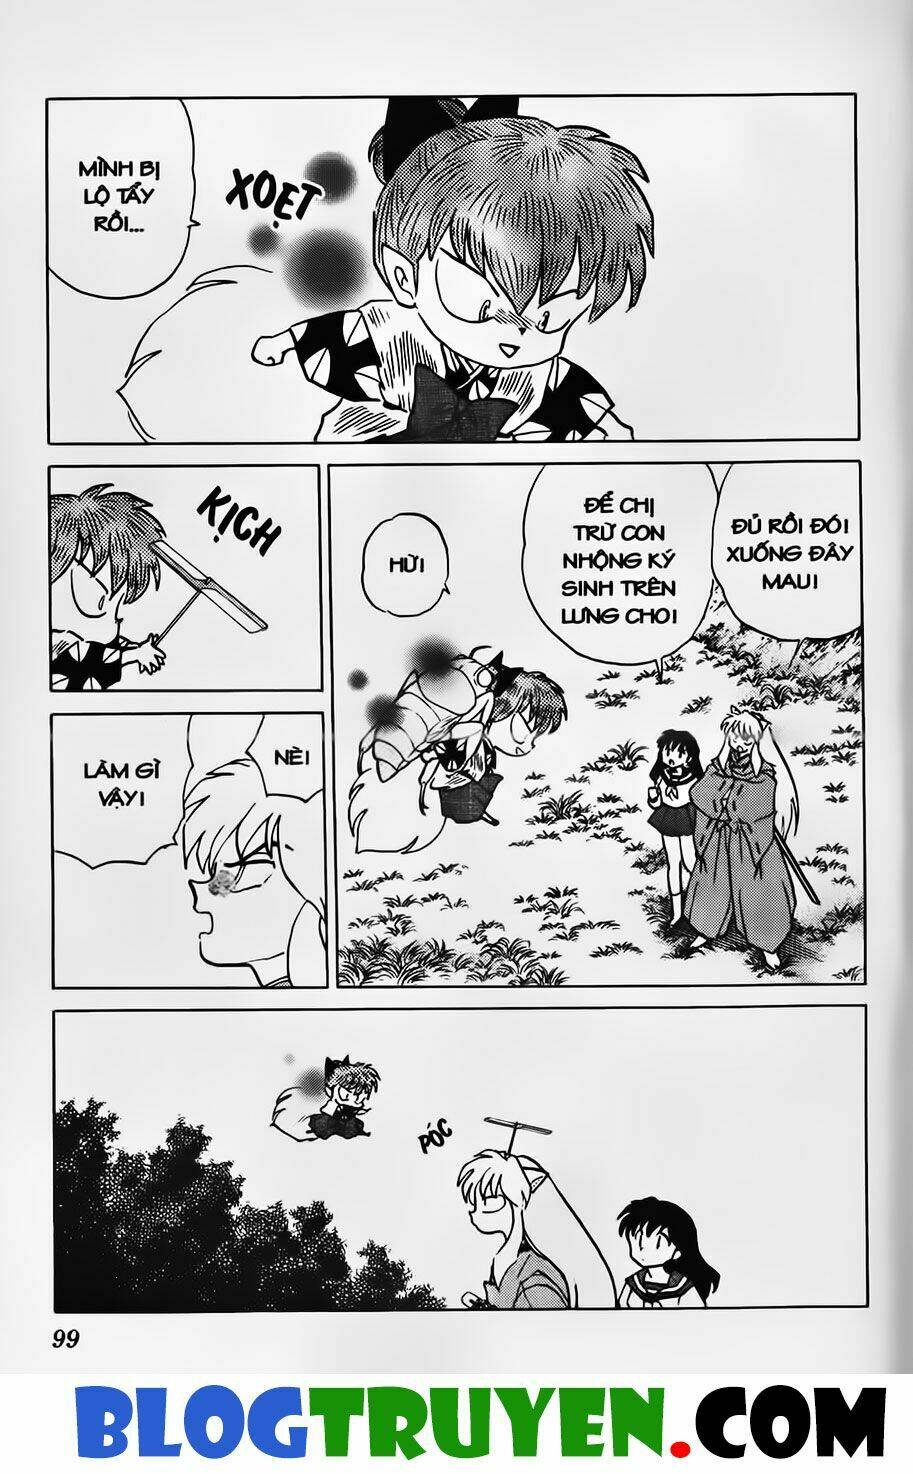 MÌNH BỊ
LỘ TẨY
RỒI...
XOẸT
ĐỦ RỒI ĐÓ!
XUỐNG ĐÂY
MAU!
ĐỂ CHỊ
TRỪ CON
NHỘNG KÝ
SINH TRÊN
LƯNG CHO!
HỪ!
KỊCH
NÈ!
LÀM GÌ
VẬY!
PÓC
99
BLOGTRUYEN.COM